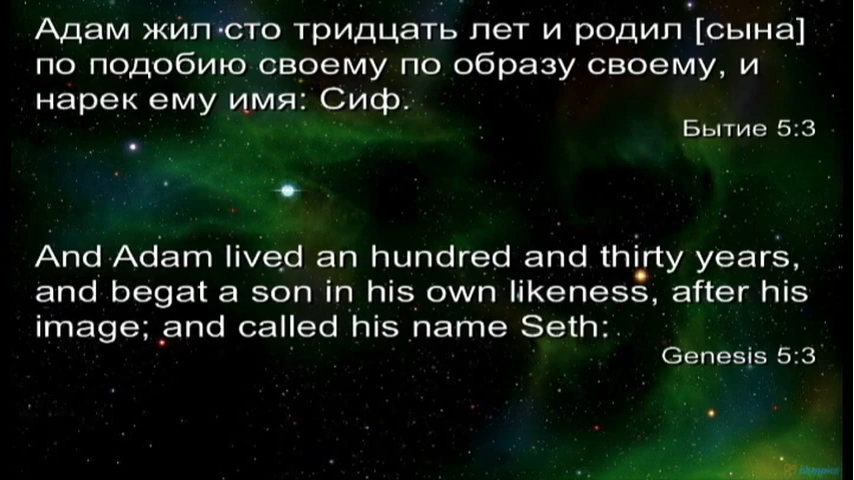 Адам жил сто тридцать лет и родил [сына]
по подобию своему по образу своему, и
нарек ему имя: Сиф.
Бытие 5:3
And Adam lived an hundred and thirty years,
and begat a son in his own likeness, after his
image; and called his name Seth:
Genesis 5:3